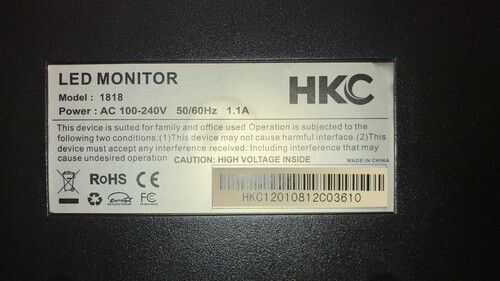 LED MONITOR
HKC
Model : 1818
Power : AC 100-240V 50/60Hz 1.1A
This device is suited for family and office used Operation is subjected to the
following two conditions:(1)This device may not cause harmful interface.(2)This
device must accept any interference received. Including interference that may
cause undesired operation CAUTION: HIGH VOLTAGE INSIDE MADE IN CHINA
RoHS CE FC
HKC12010812C03610